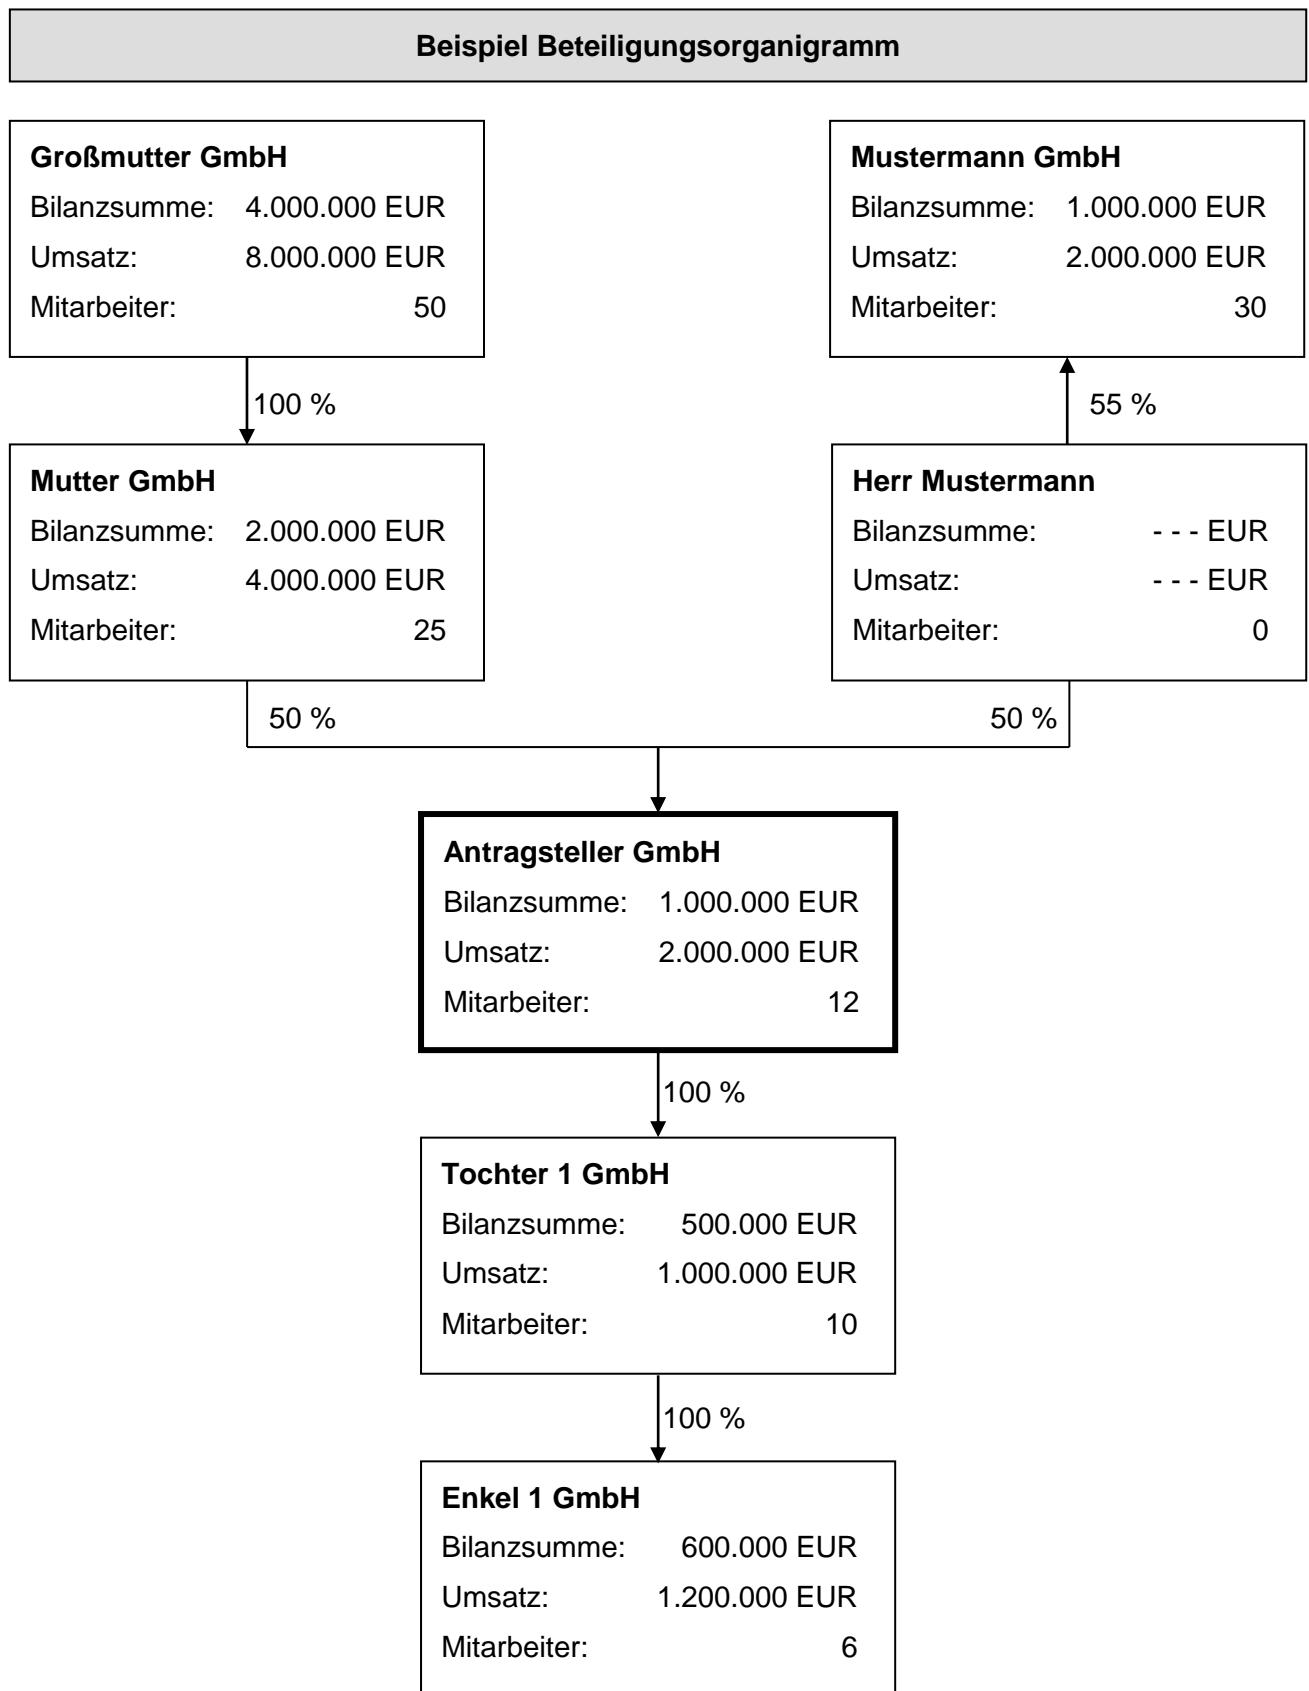 Beispiel Beteiligungsorganigramm
Großmutter GmbH
Bilanzsumme: 4.000.000 EUR
Umsatz: 8.000.000 EUR
Mitarbeiter: 50
Mustermann GmbH
Bilanzsumme: 1.000.000 EUR
Umsatz: 2.000.000 EUR
Mitarbeiter: 30
100 %
55 %
Mutter GmbH
Bilanzsumme: 2.000.000 EUR
Umsatz: 4.000.000 EUR
Mitarbeiter: 25
Herr Mustermann
Bilanzsumme: - - - EUR
Umsatz: - - - EUR
Mitarbeiter: 0
50 %
50 %
Antragsteller GmbH
Bilanzsumme: 1.000.000 EUR
Umsatz: 2.000.000 EUR
Mitarbeiter: 12
100 %
Tochter 1 GmbH
Bilanzsumme: 500.000 EUR
Umsatz: 1.000.000 EUR
Mitarbeiter: 10
100 %
Enkel 1 GmbH
Bilanzsumme: 600.000 EUR
Umsatz: 1.200.000 EUR
Mitarbeiter: 6